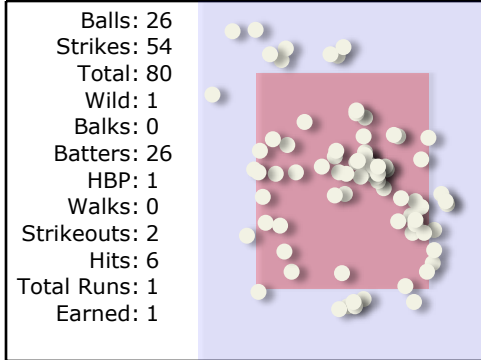 Balls: 26
Strikes: 54
Total: 80
Wild: 1
Balks: 0
Batters: 26
HBP: 1
Walks: 0
Strikeouts: 2
Hits: 6
Total Runs: 1
Earned: 1